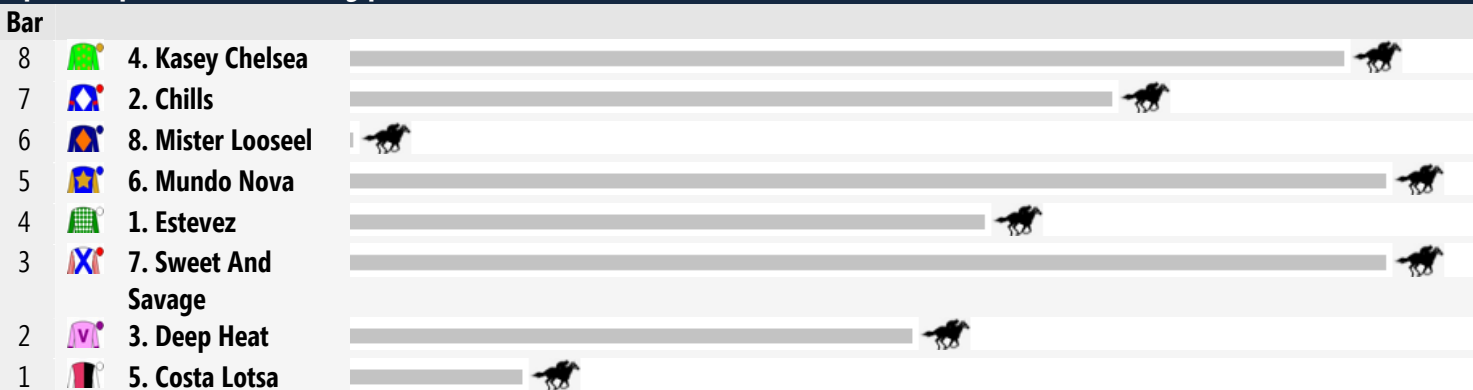 Bar
8 4. Kasey Chelsea
7 2. Chills
6 8. Mister Looseel
5 6. Mundo Nova
4 1. Estevez
3 7. Sweet And
Savage
2 V 3. Deep Heat
1 5. Costa Lotsa